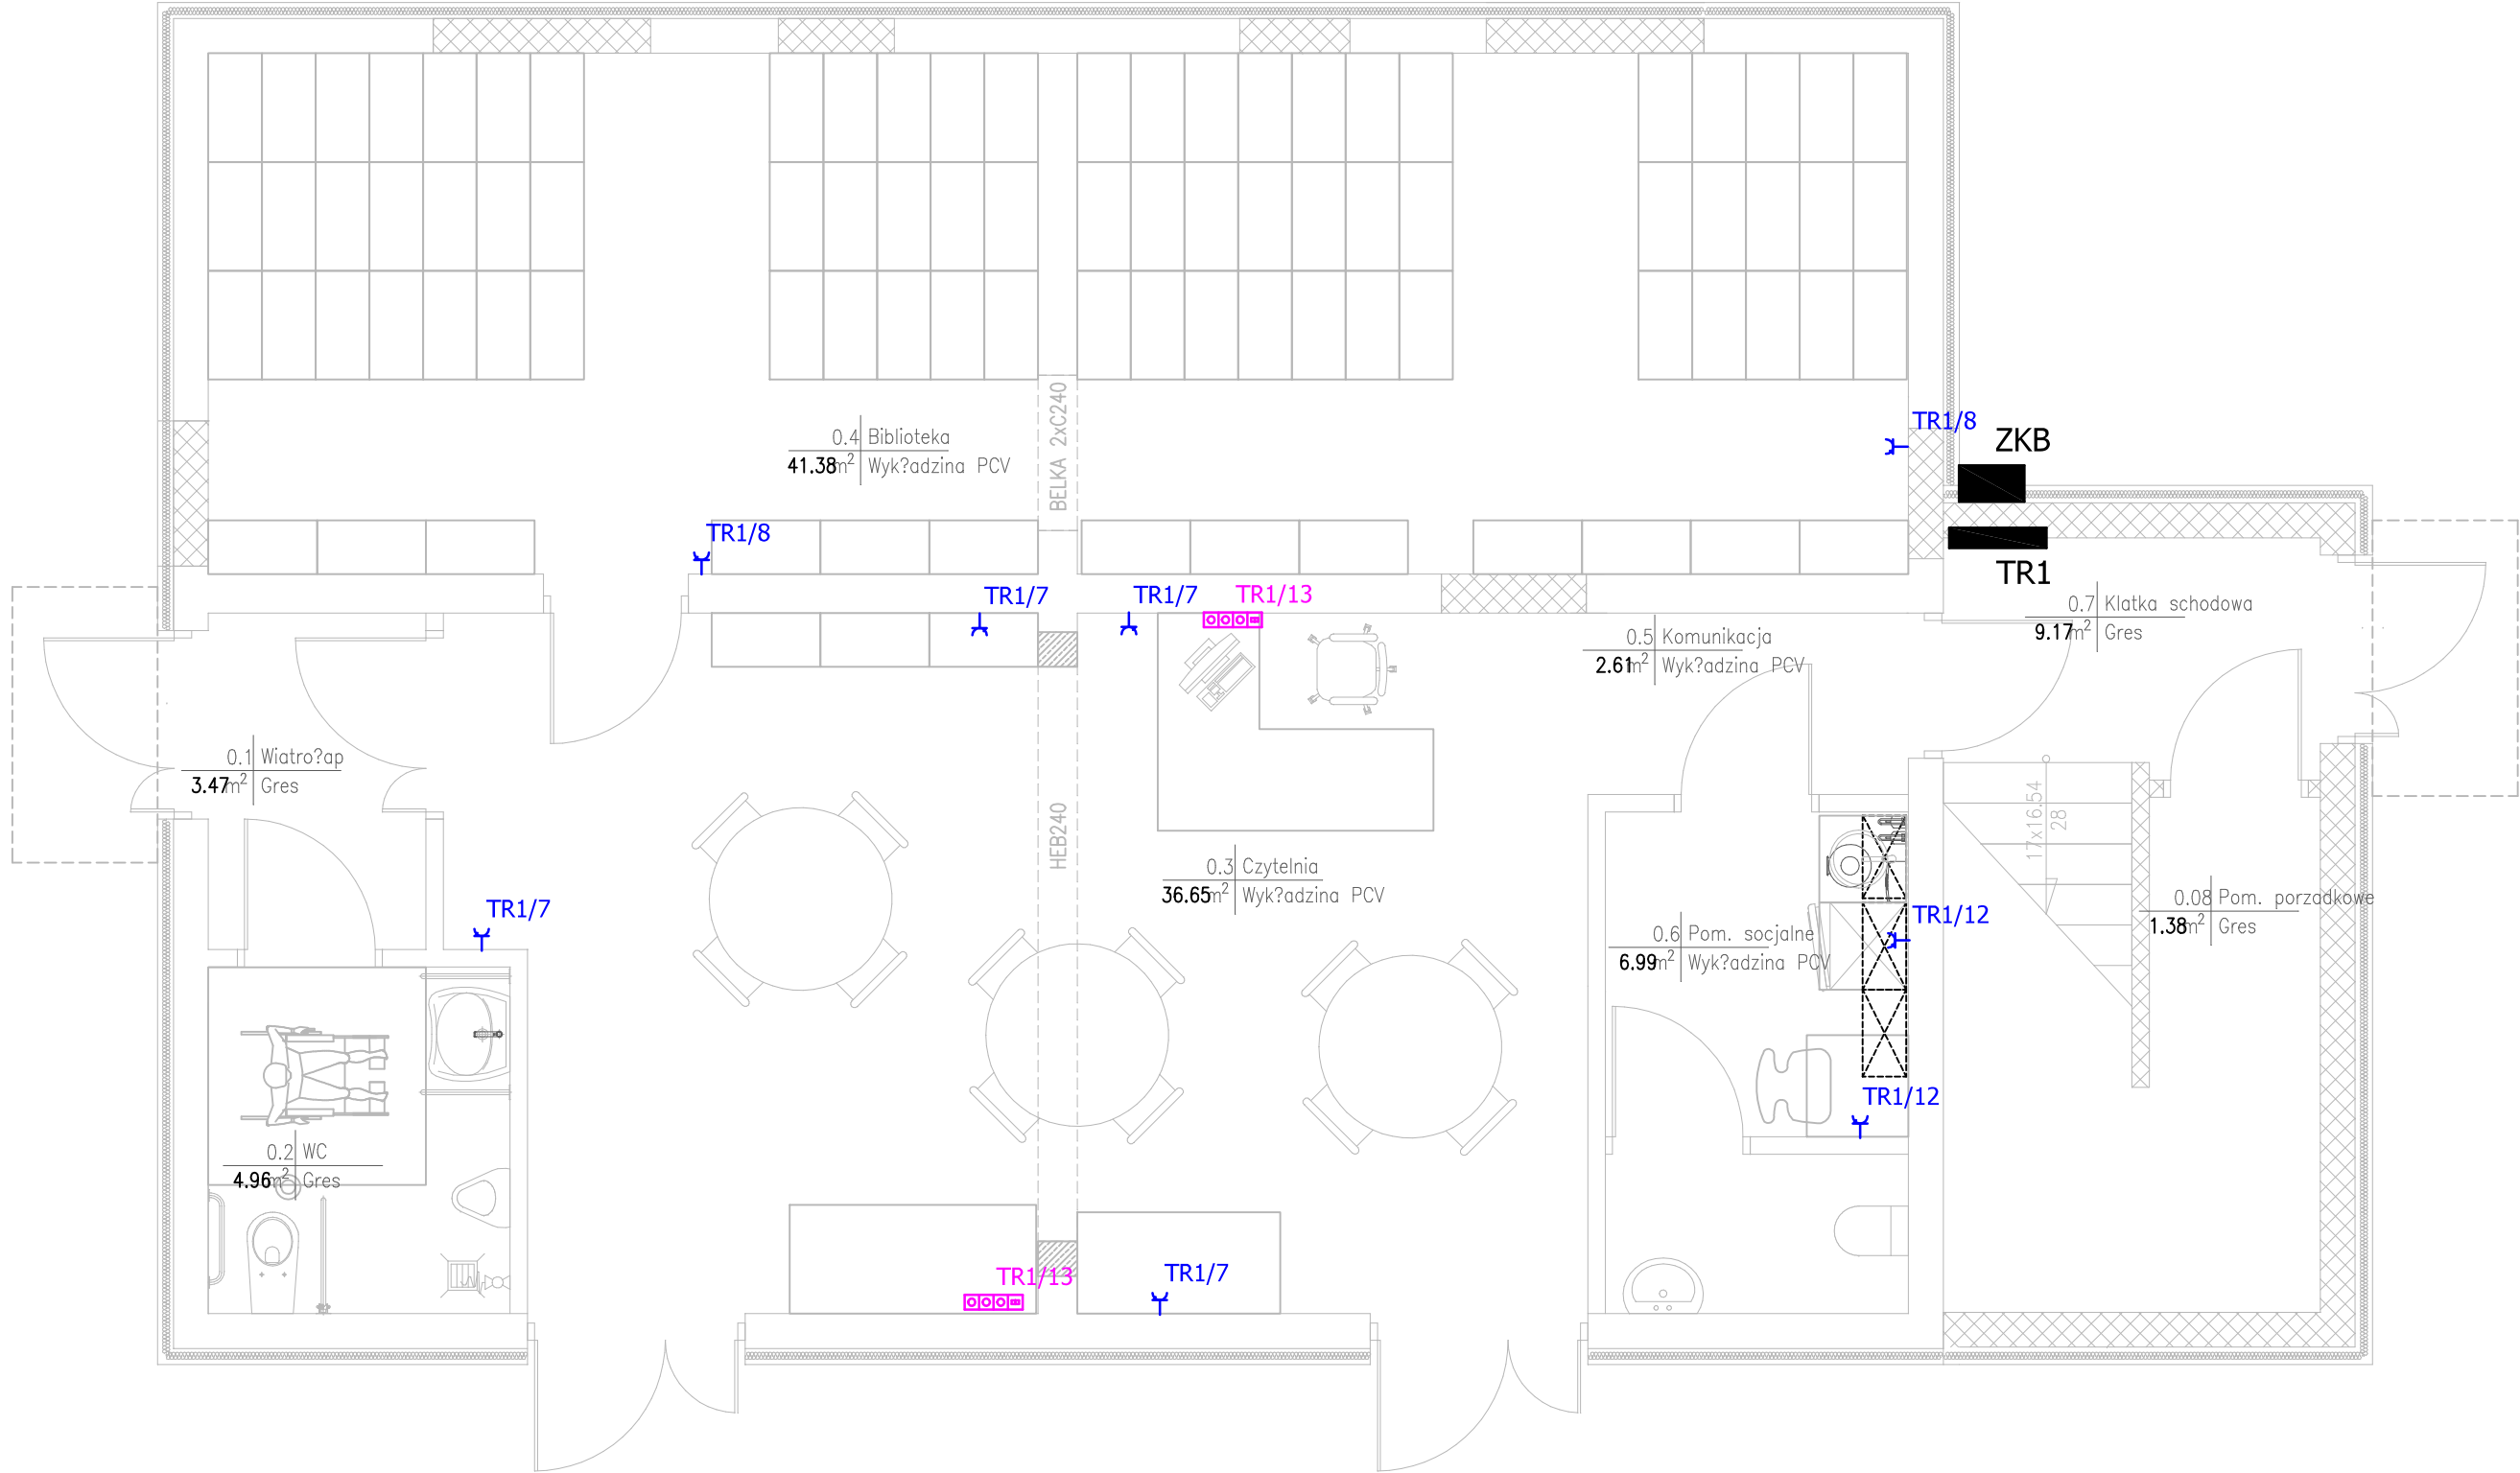 TR1/8
ZKB
0.4 Biblioteka
41.38m2 Wyk?adzina PCV
BELKA 2xC240
TR1/8
TR1
TR1/7
TR1/7
TR1/13
0.7 Klatka schodowa
9.17m2 Gres
0.5 Komunikacja
2.61m2 Wyk?adzina PCV
0.1 Wiatro?ap
3.47m2 Gres
HEB240
17x16.54
28
0.3 Czytelnia
36.65m2 Wyk?adzina PCV
TR1/7
TR1/12
0.08 Pom. porzadkowe
1.38m2 Gres
0.6 Pom. socjalne
6.99m2 Wyk?adzina PCV
TR1/12
0.2 WC
4.96m2 Gres
TR1/13
TR1/7